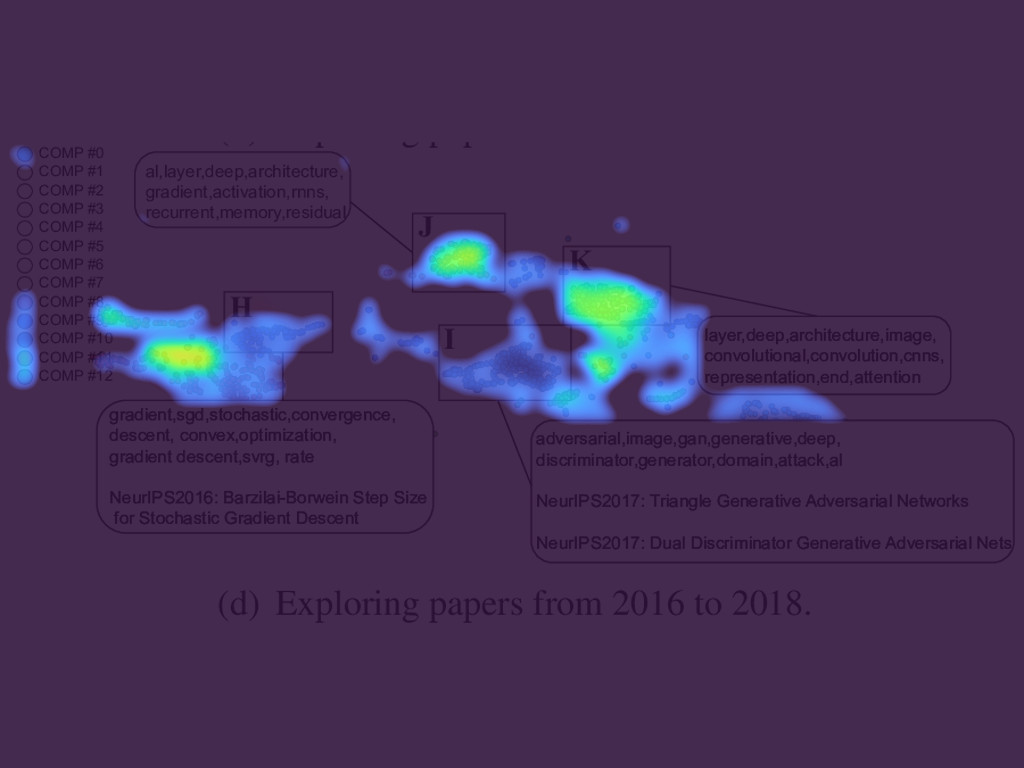 COMP #0
COMP #1
COMP #2
COMP #3
COMP #4
COMP #5
COMP #6
COMP #7
COMP #8
COMP #10
COMP #12
al,layer,deep,architecture,
gradient,activation,rnns,
recurrent,memory,residual
J
K
H
I
layer,deep,architecture,image,
convolutional,convolution,cnns,
representation,end,attention
gradient,sgd,stochastic,convergence,
descent, convex,optimization,
gradient descent,svrg, rate
NeurIPS2016: Barzilai-Borwein Step Size
for Stochastic Gradient Descent
adversarial,image,gan,generative,deep,
discriminator,generator,domain,attack,al
NeurIPS2017: Triangle Generative Adversarial Networks
NeurIPS2017: Dual Discriminator Generative Adversarial Nets
(d) Exploring papers from 2016 to 2018.